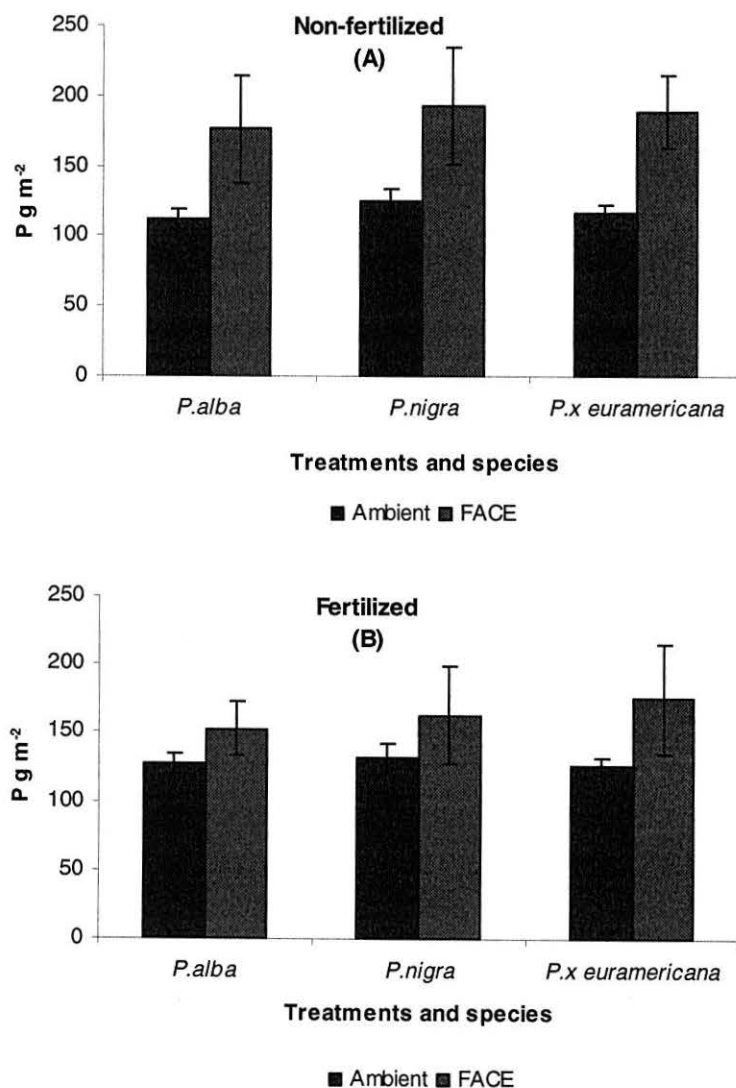 Non-fertilized
(A)
250
200
150
100
50
0
P g m⁻²
P.alba P.nigra P.x euramericana
Treatments and species
Ambient FACE
Fertilized
(B)
250
200
150
100
50
0
P g m⁻²
P.alba P.nigra P.x euramericana
Treatments and species
Ambient FACE